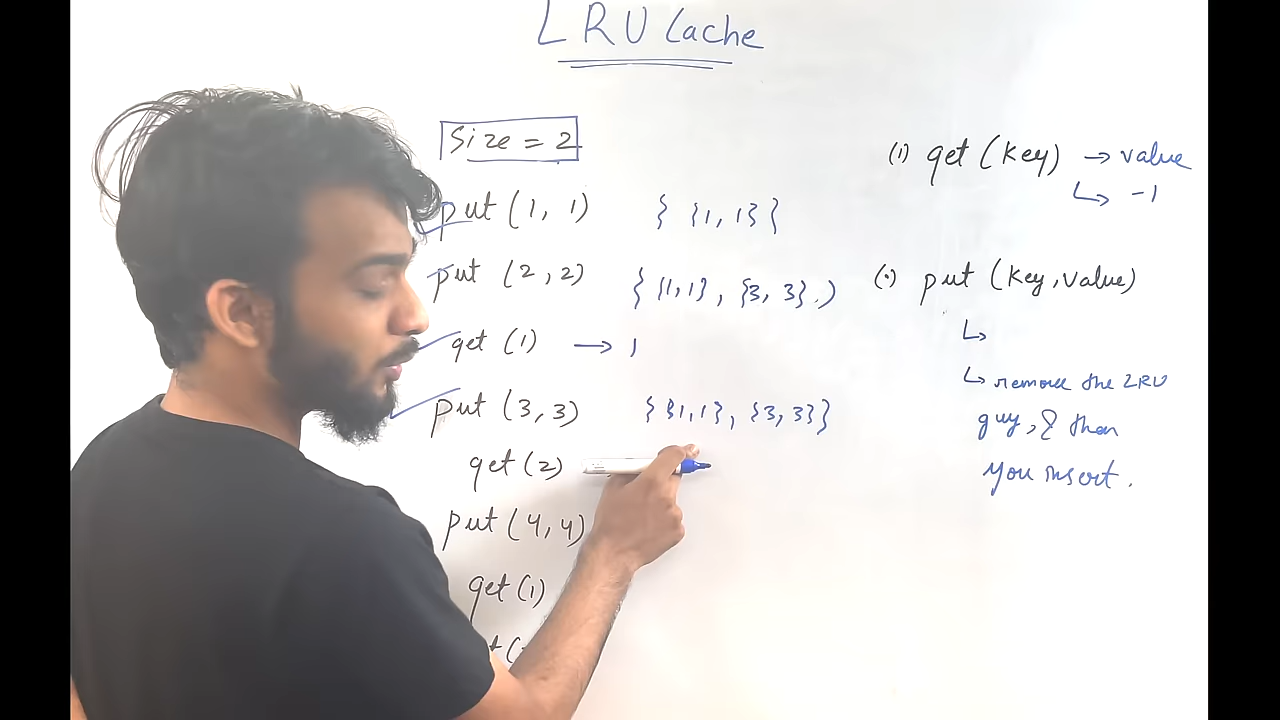 LRU Cache
Size = 2
put (1, 1) { {1, 1} }
put (2, 2) { {1,1}, {3, 3}. )
get (1) → 1
put (3, 3) { {1,1}, {3, 3} }
get (2)
put (4, 4)
get (1)
(1) get (key) → value
↳ -1
(•) put (key, value)
↳
↳ remove the LRU
guy, & then
you insert.